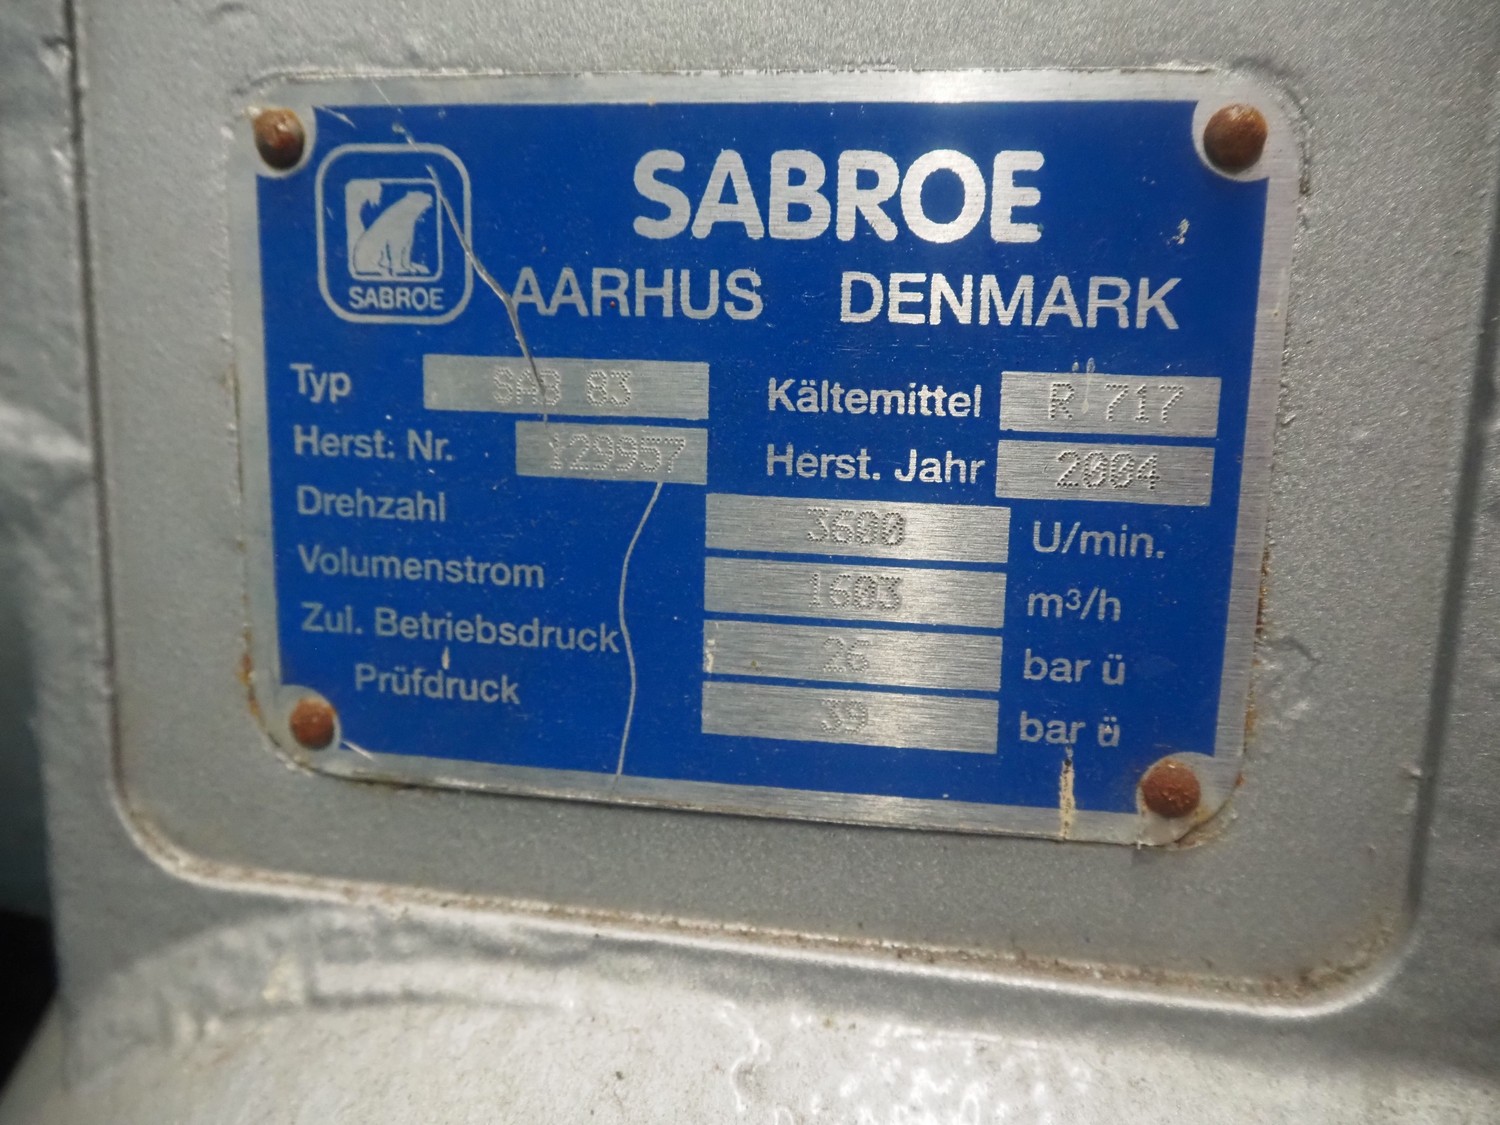 SABROE
SABROE
AARHUS DENMARK
Typ SAB 83 Kältemittel R 717
Herst. Nr. 129957 Herst. Jahr 2004
Drehzahl 3600 U/min.
Volumenstrom 1603 m³/h
Zul. Betriebsdruck 26 bar ü
Prüfdruck 39 bar ü